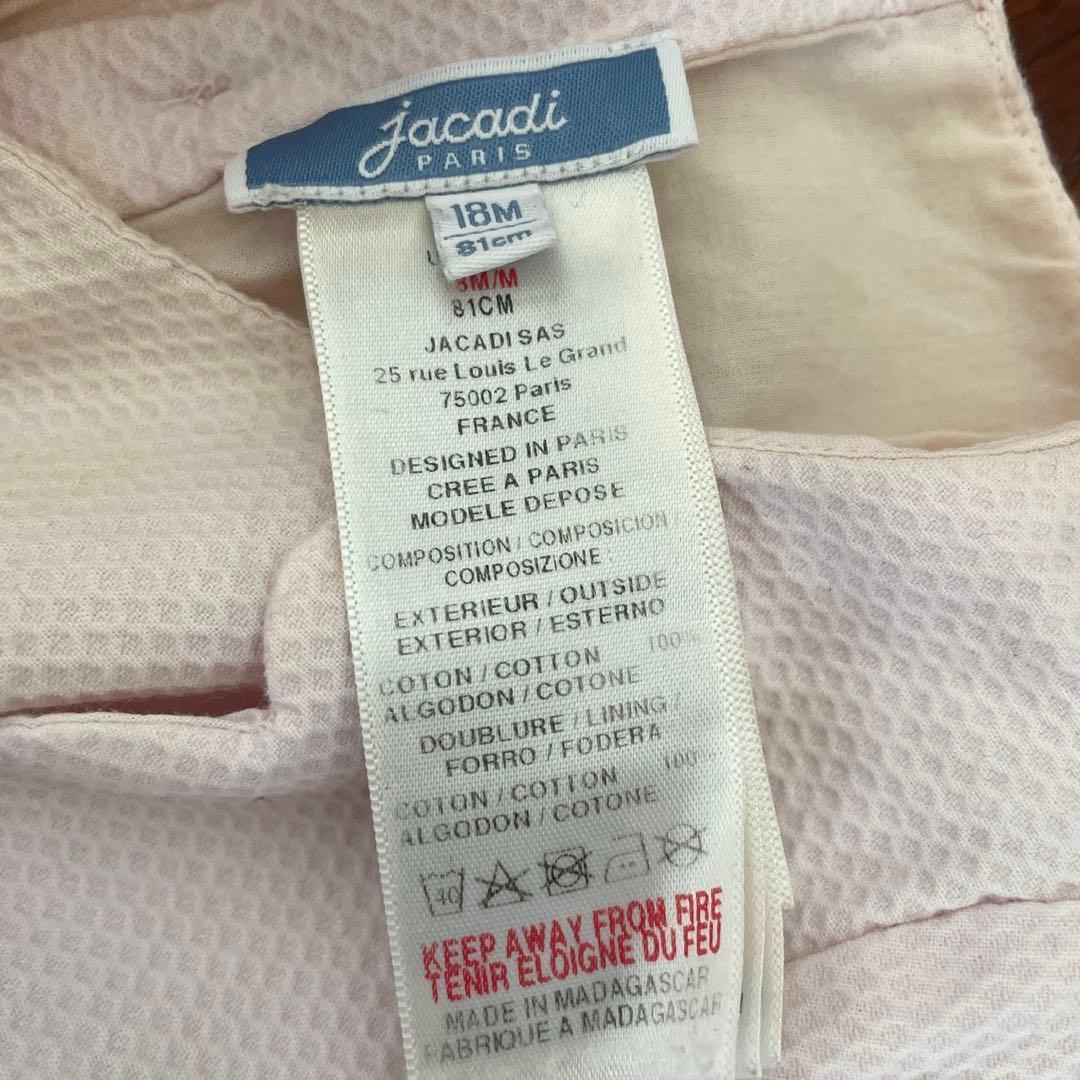 jacadi
PARIS
18M
81cm
8M/M
81CM
JACADI SAS
25 rue Louis Le Grand
75002 Paris
FRANCE
DESIGNED IN PARIS
CREE A PARIS
MODELE DEPOSE
COMPOSITION / COMPOSICION /
COMPOSIZIONE :
EXTERIEUR / OUTSIDE
EXTERIOR / ESTERNO
COTON / COTTON 100%
ALGODON / COTONE
DOUBLURE / LINING /
FORRO / FODERA
COTON / COTTON 100%
ALGODON / COTONE
40
KEEP AWAY FROM FIRE
TENIR ELOIGNE DU FEU
MADE IN MADAGASCAR
FABRIQUE A MADAGASCAR